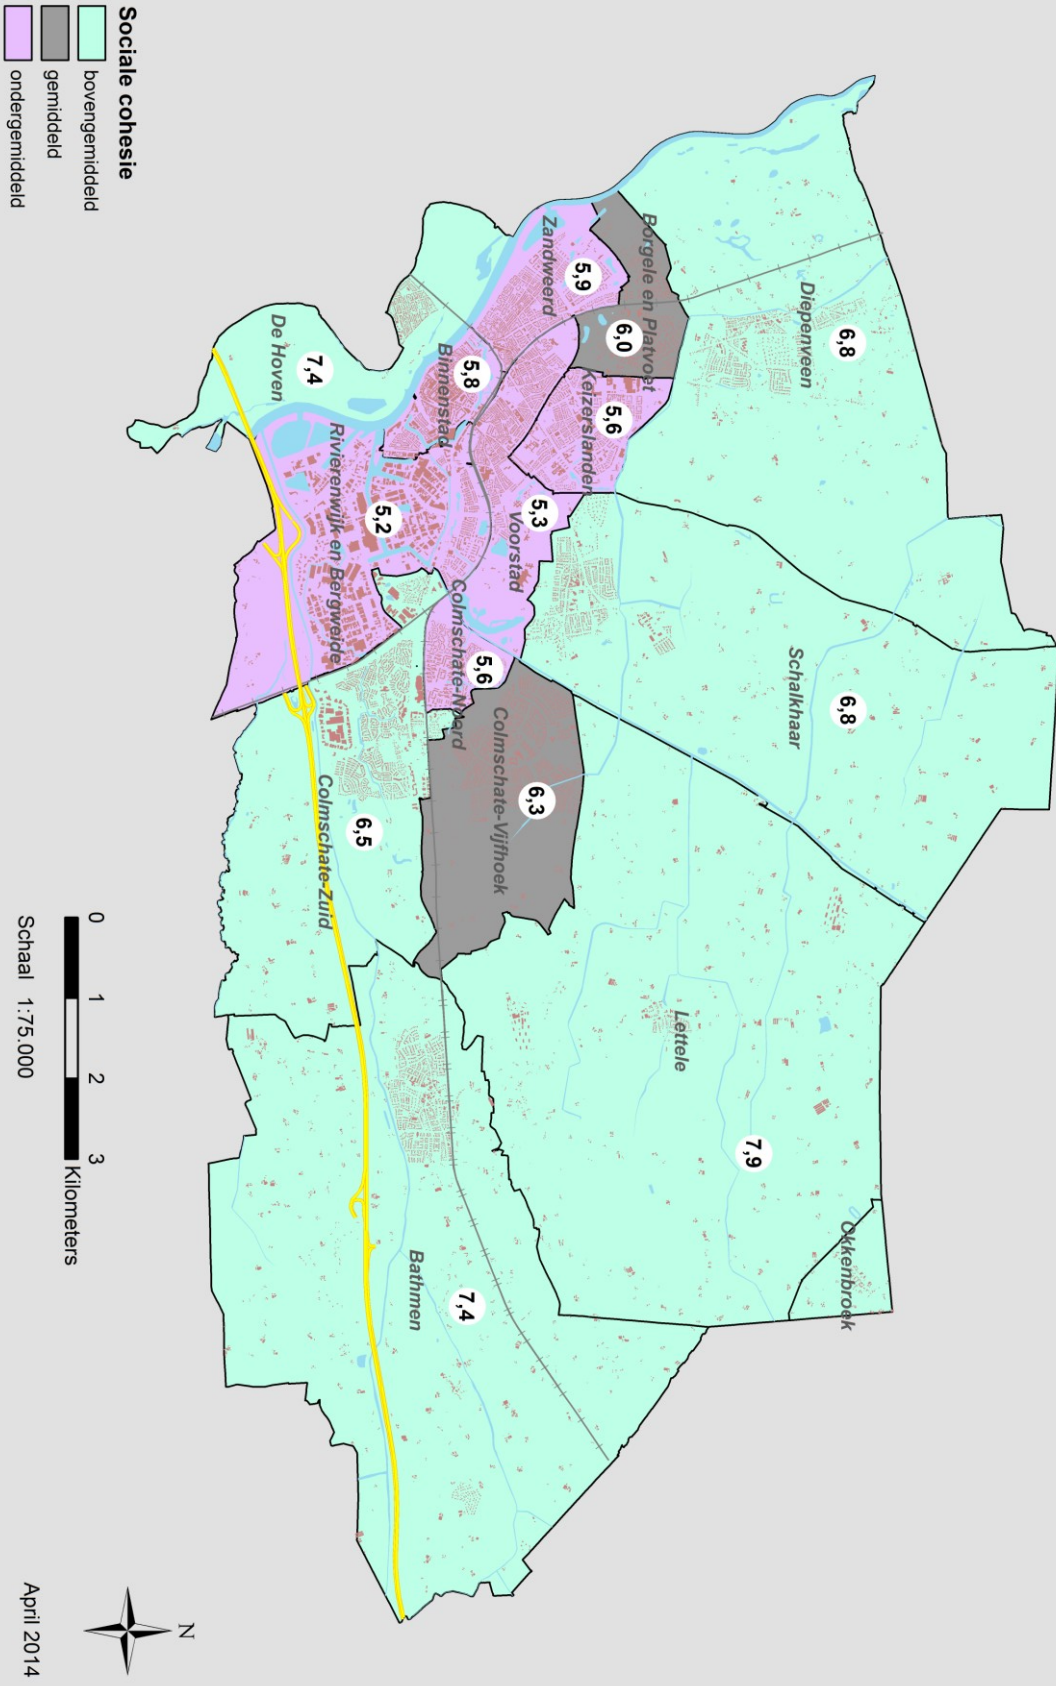 Diepenveen
6,8
Borgele en Platvoet
6,0
Zandweerd
5,9
Keizerslanden
5,6
Binnenstad
5,8
Voorstad
5,3
De Hoven
7,4
Rivierenwijk en Bergweide
5,2
Colmschate-Noord
5,6
Colmschate-Vijfhoek
6,3
Colmschate-Zuid
6,5
Schalkhaar
6,8
Lettele
7,9
Okkenbroek
Bathmen
7,4
Sociale cohesie
bovengemiddeld
gemiddeld
ondergemiddeld
0 1 2 3
Kilometers
Schaal 1:75.000
N
April 2014